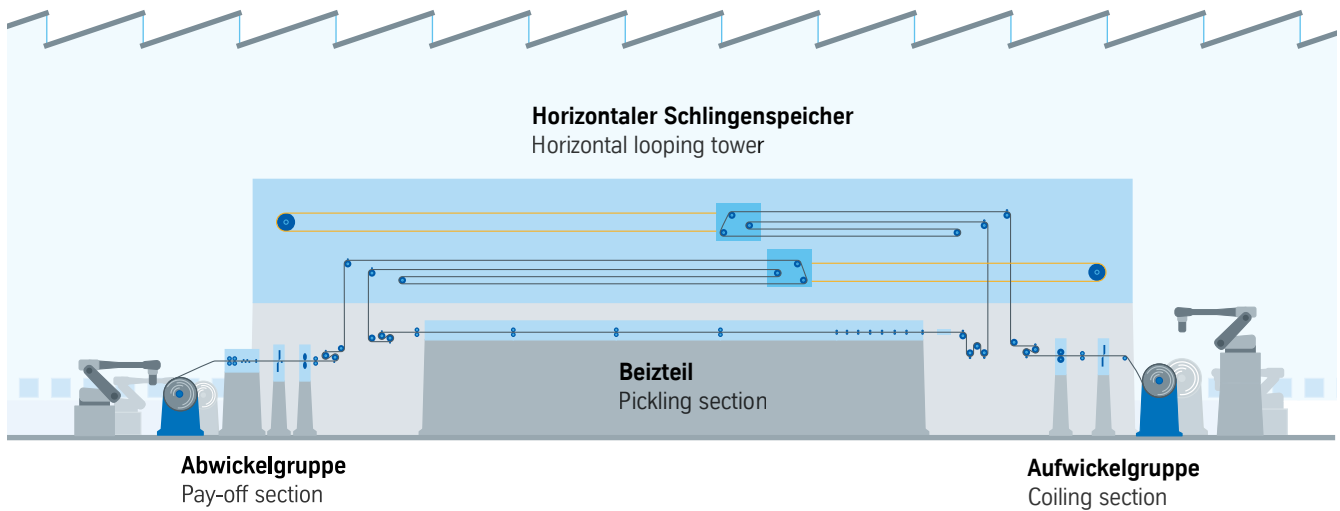 Horizontaler Schlingenspeicher
Horizontal looping tower
Beizteil
Pickling section
Abwickelgruppe
Pay-off section
Aufwickelgruppe
Coiling section